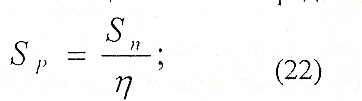 S_p = S_n / η; (22)